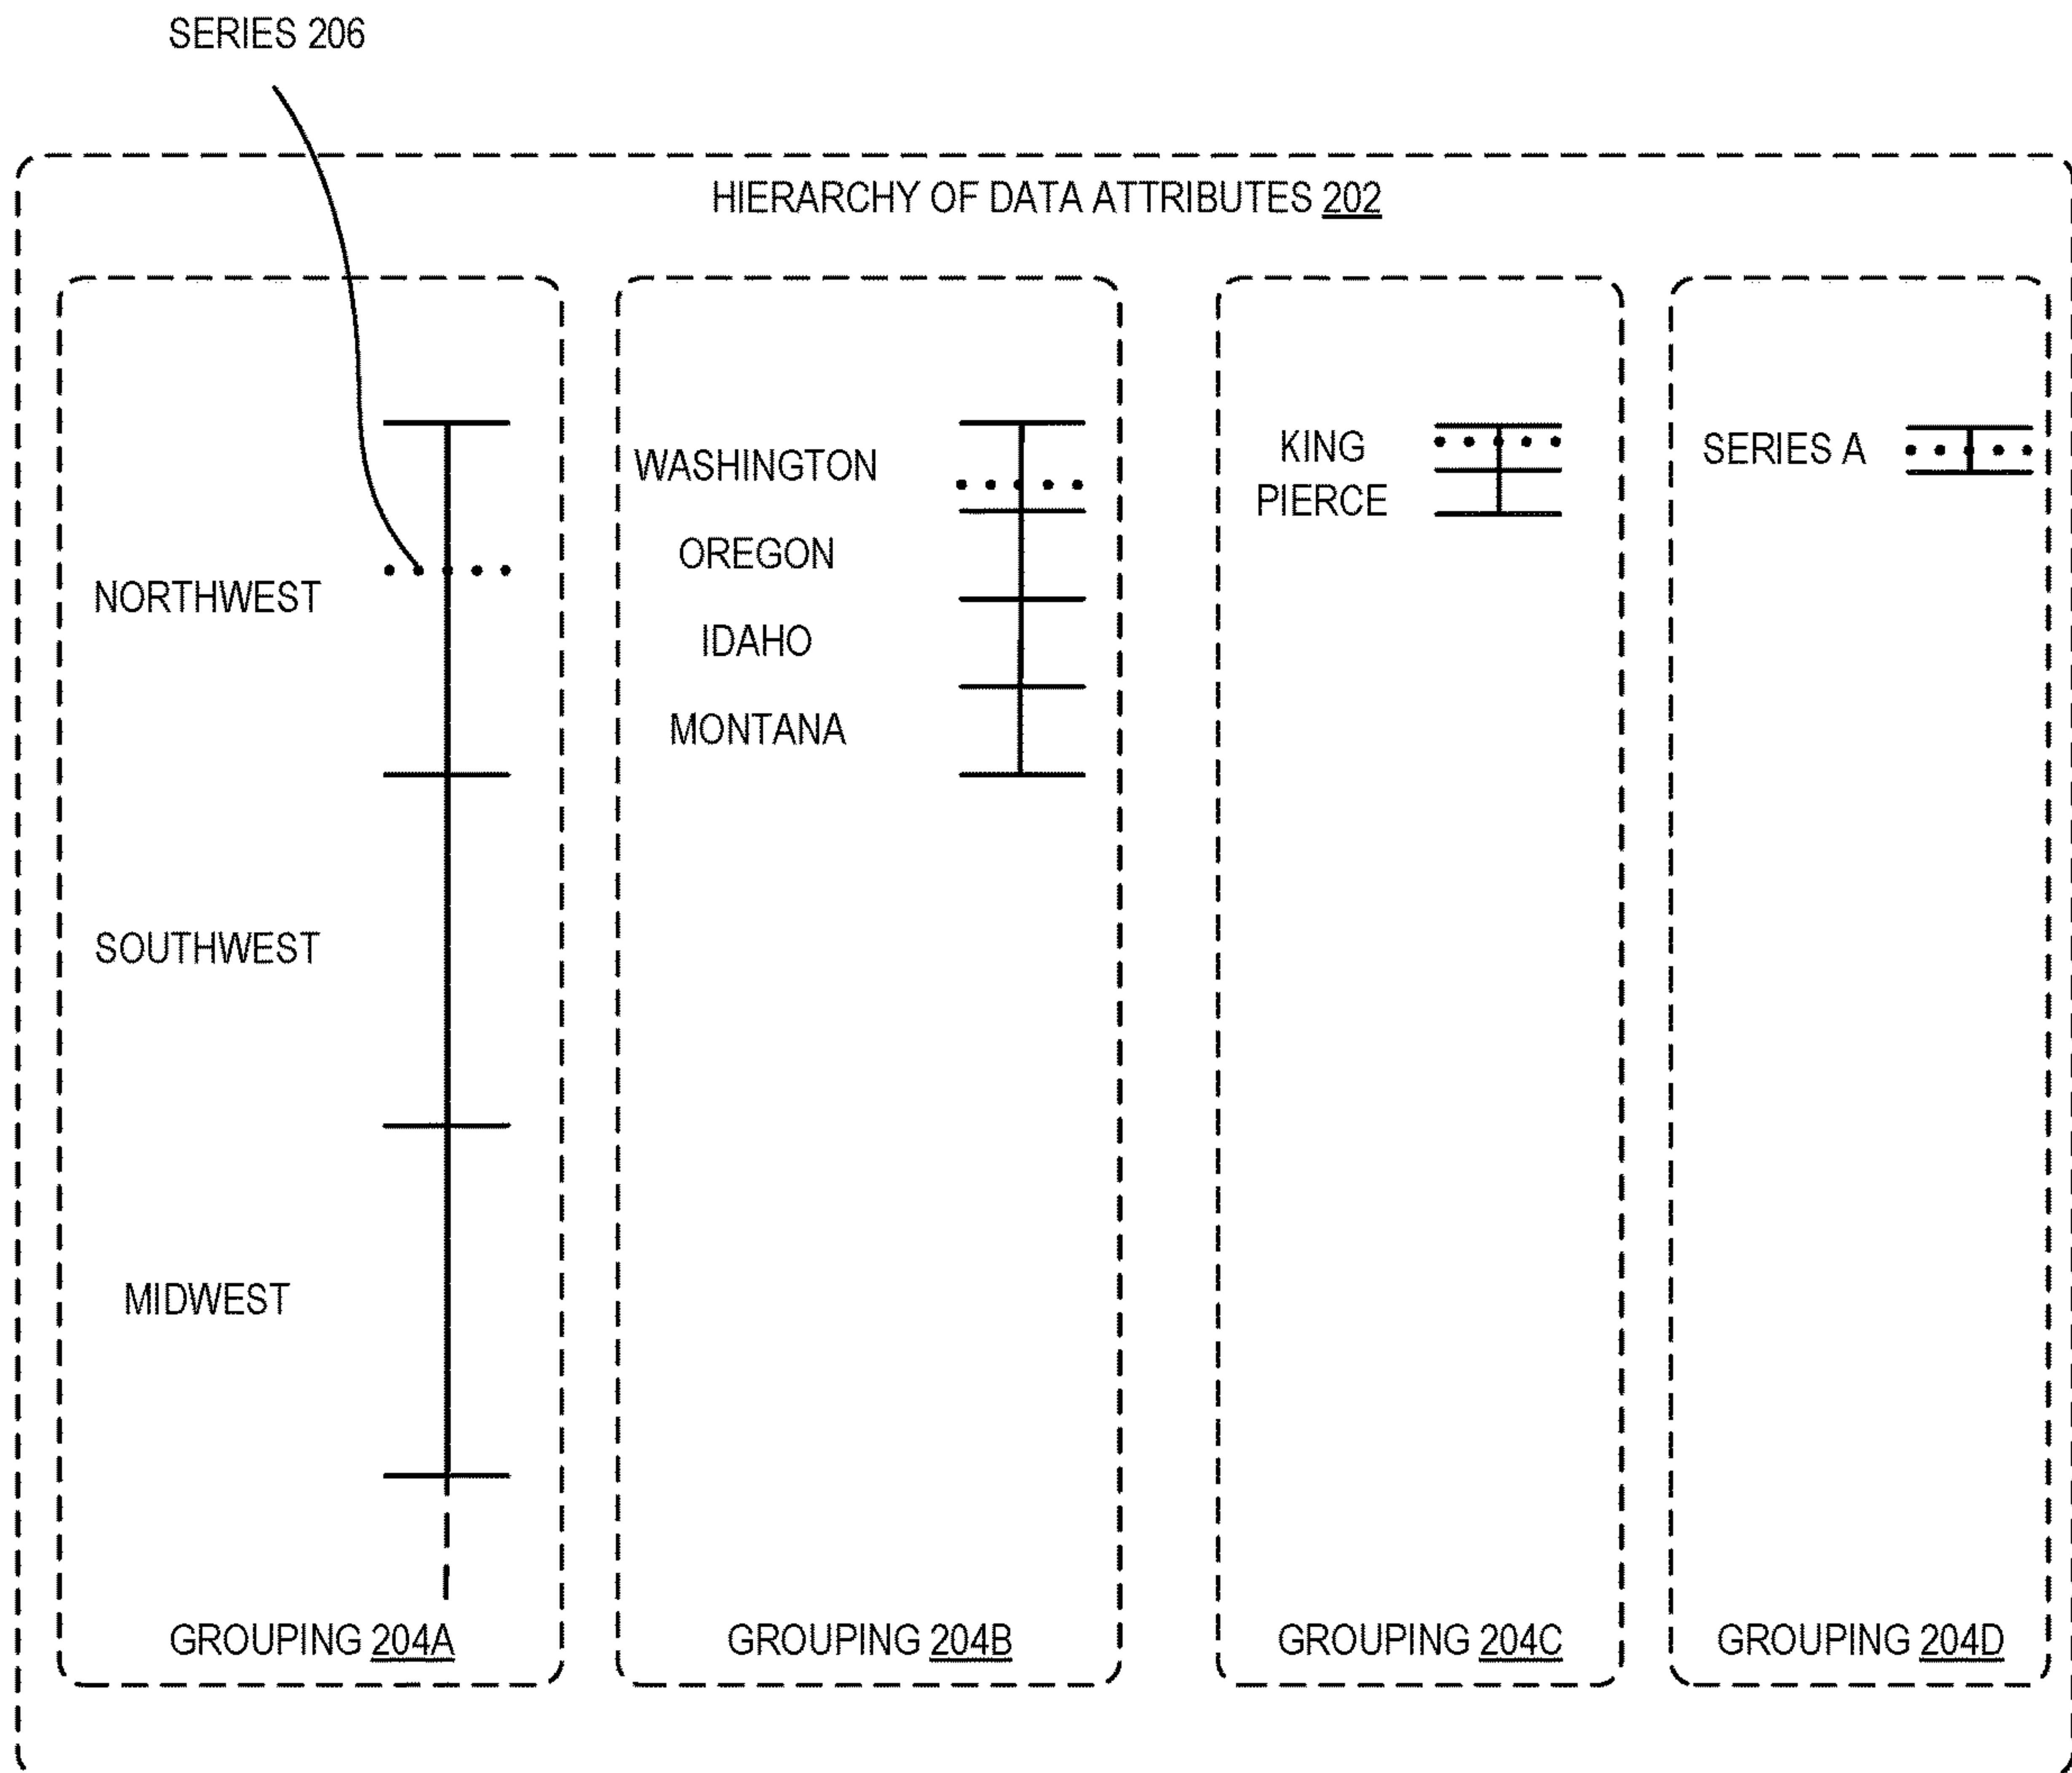 SERIES 206
HIERARCHY OF DATA ATTRIBUTES 202
NORTHWEST
SOUTHWEST
MIDWEST
GROUPING 204A
WASHINGTON
OREGON
IDAHO
MONTANA
GROUPING 204B
KING
PIERCE
GROUPING 204C
SERIES A
GROUPING 204D